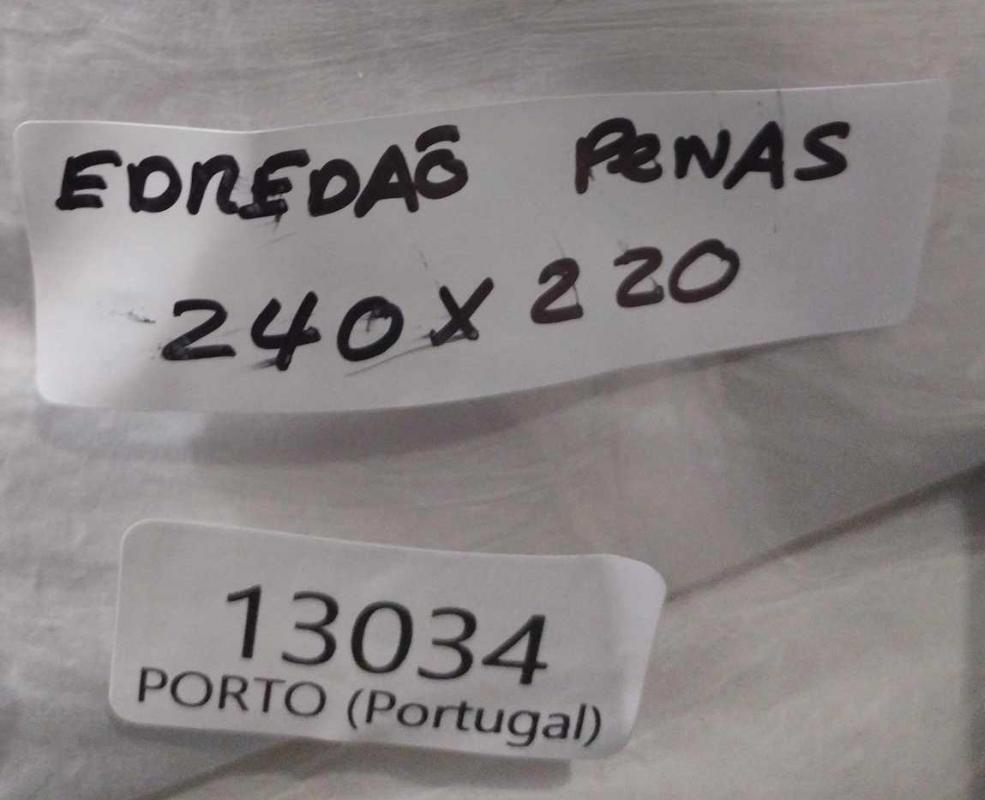 EDREDAÕ PENAS
240 X 220
13034
PORTO (Portugal)